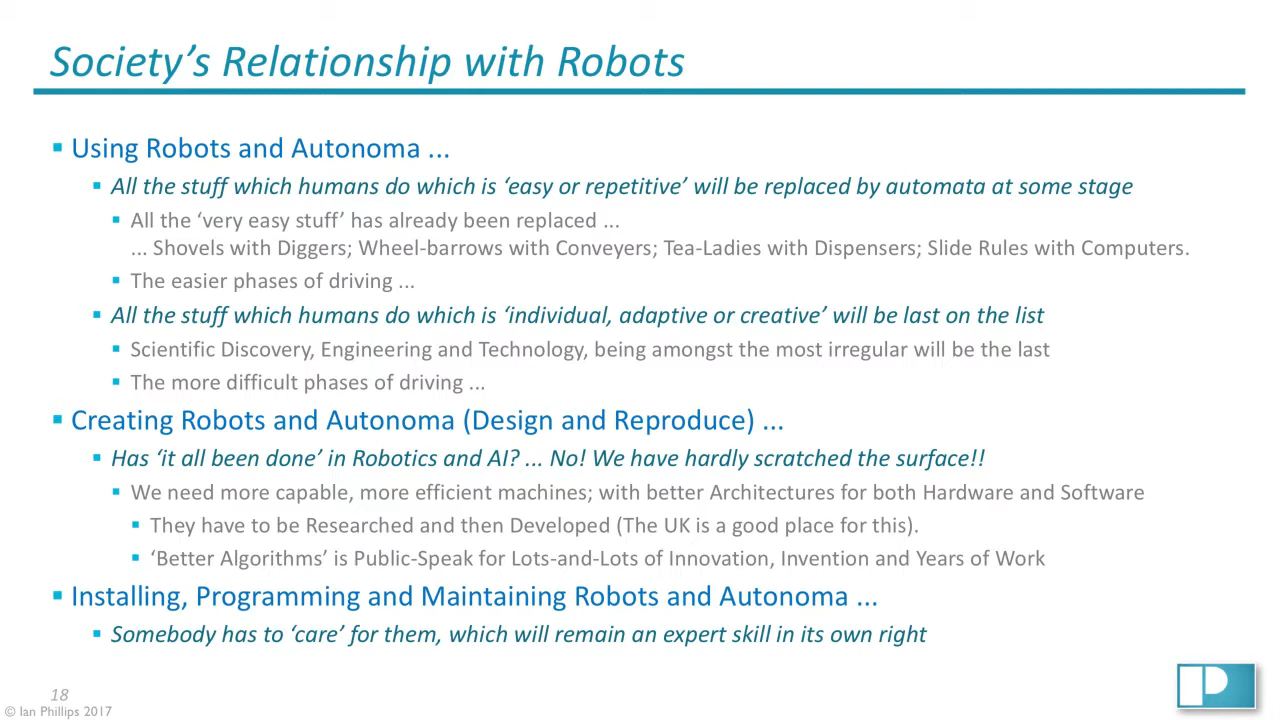 Society’s Relationship with Robots
▪ Using Robots and Autonoma ...
▪ All the stuff which humans do which is ‘easy or repetitive’ will be replaced by automata at some stage
▪ All the ‘very easy stuff’ has already been replaced ...
... Shovels with Diggers; Wheel-barrows with Conveyers; Tea-Ladies with Dispensers; Slide Rules with Computers.
▪ The easier phases of driving ...
▪ All the stuff which humans do which is ‘individual, adaptive or creative’ will be last on the list
▪ Scientific Discovery, Engineering and Technology, being amongst the most irregular will be the last
▪ The more difficult phases of driving ...
▪ Creating Robots and Autonoma (Design and Reproduce) ...
▪ Has ‘it all been done’ in Robotics and AI? ... No! We have hardly scratched the surface!!
▪ We need more capable, more efficient machines; with better Architectures for both Hardware and Software
▪ They have to be Researched and then Developed (The UK is a good place for this).
▪ ‘Better Algorithms’ is Public-Speak for Lots-and-Lots of Innovation, Invention and Years of Work
▪ Installing, Programming and Maintaining Robots and Autonoma ...
▪ Somebody has to ‘care’ for them, which will remain an expert skill in its own right
18
© Ian Phillips 2017